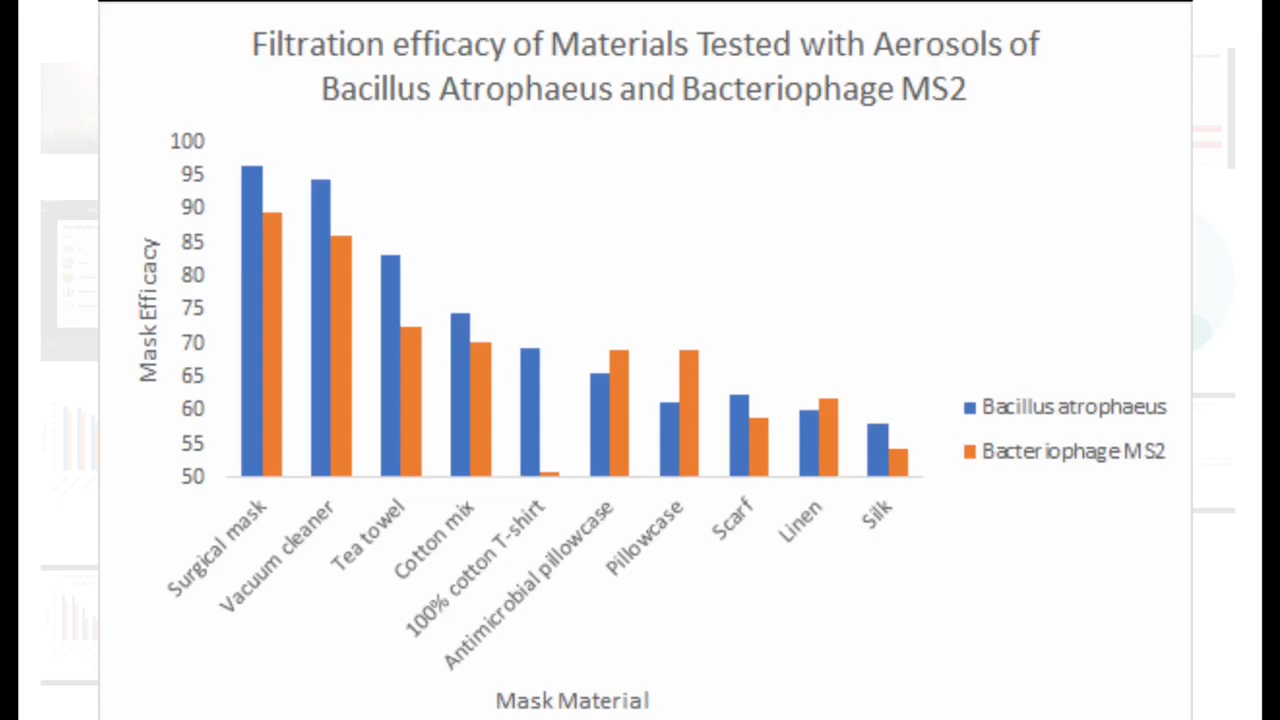 Filtration efficacy of Materials Tested with Aerosols of
Bacillus Atrophaeus and Bacteriophage MS2
100
95
90
85
80
75
70
65
60
55
50
Mask Efficacy
Surgical mask
Vacuum cleaner
Tea towel
Cotton mix
100% cotton T-shirt
Antimicrobial pillowcase
Pillowcase
Scarf
Linen
Silk
Mask Material
Bacillus atrophaeus
Bacteriophage MS2